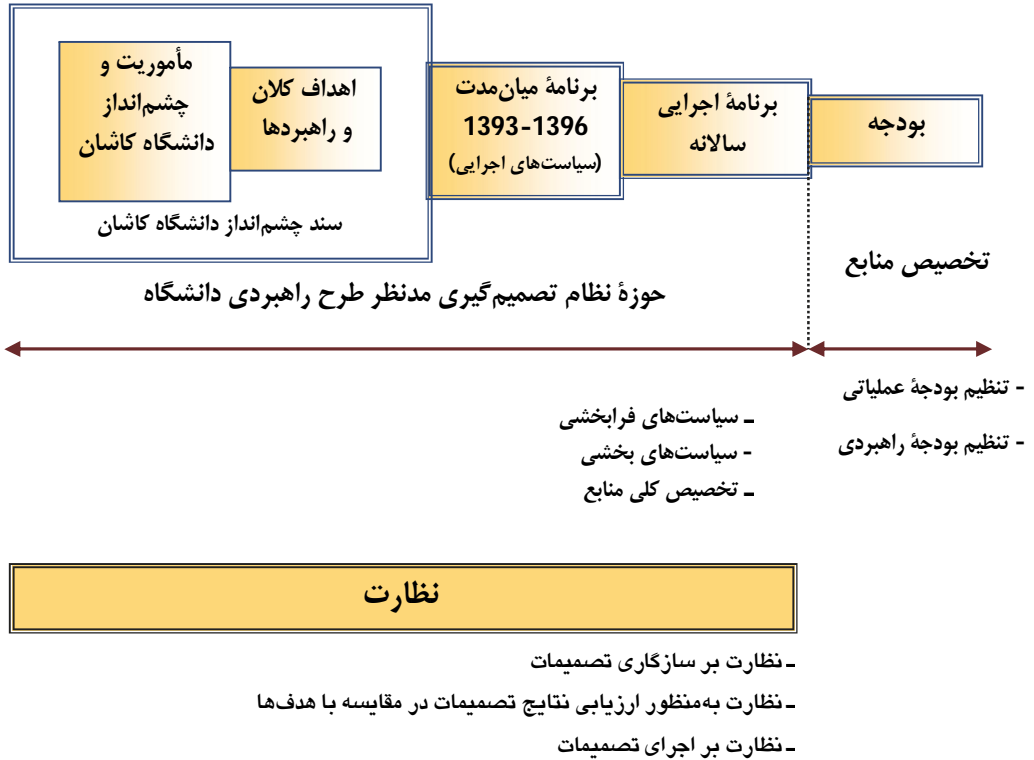 مأموریت و
چشم‌انداز
دانشگاه کاشان
اهداف کلان
و راهبردها
سند چشم‌انداز دانشگاه کاشان
برنامهٔ میان‌مدت
1393-1396
(سیاست‌های اجرایی)
برنامهٔ اجرایی
سالانه
بودجه
تخصیص منابع
حوزهٔ نظام تصمیم‌گیری مدنظر طرح راهبردی دانشگاه
- تنظیم بودجهٔ عملیاتی
- تنظیم بودجهٔ راهبردی
ـ سیاست‌های فرابخشی
- سیاست‌های بخشی
ـ تخصیص کلی منابع
نظارت
ـ نظارت بر سازگاری تصمیمات
ـ نظارت به‌منظور ارزیابی نتایج تصمیمات در مقایسه با هدف‌ها
ـ نظارت بر اجرای تصمیمات